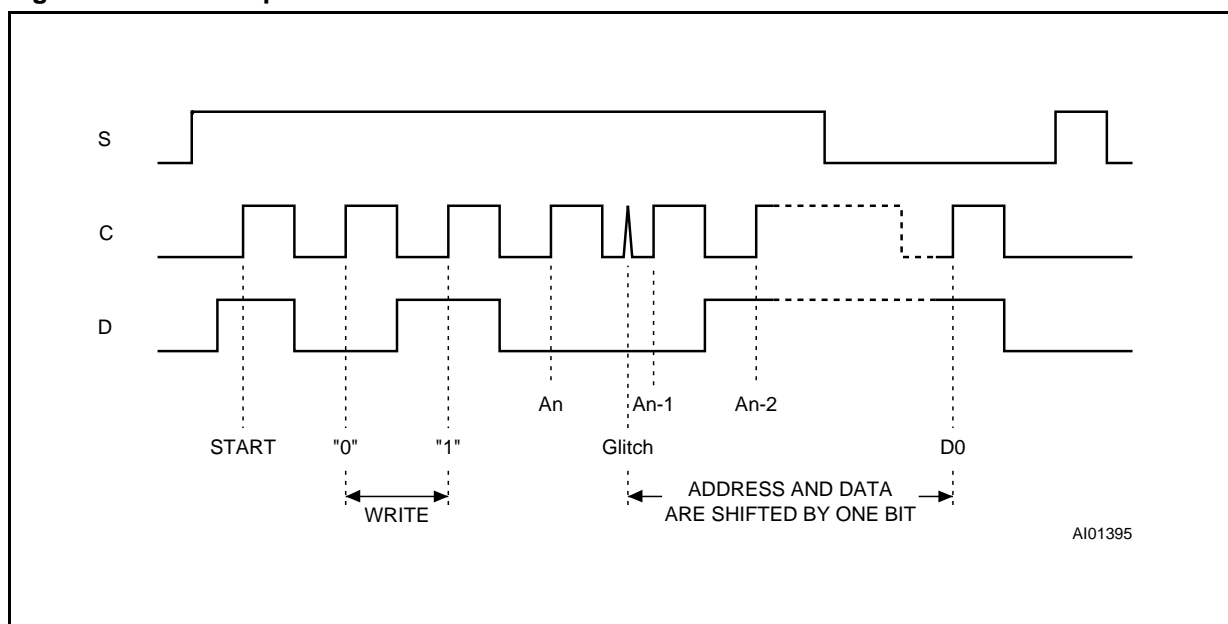 S
C
D
An An-1 An-2
START "0" "1" Glitch D0
WRITE
ADDRESS AND DATA
ARE SHIFTED BY ONE BIT
AI01395